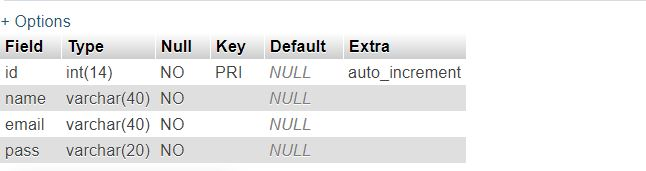 + Options
Field Type Null Key Default Extra
id int(14) NO PRI NULL auto_increment
name varchar(40) NO NULL
email varchar(40) NO NULL
pass varchar(20) NO NULL